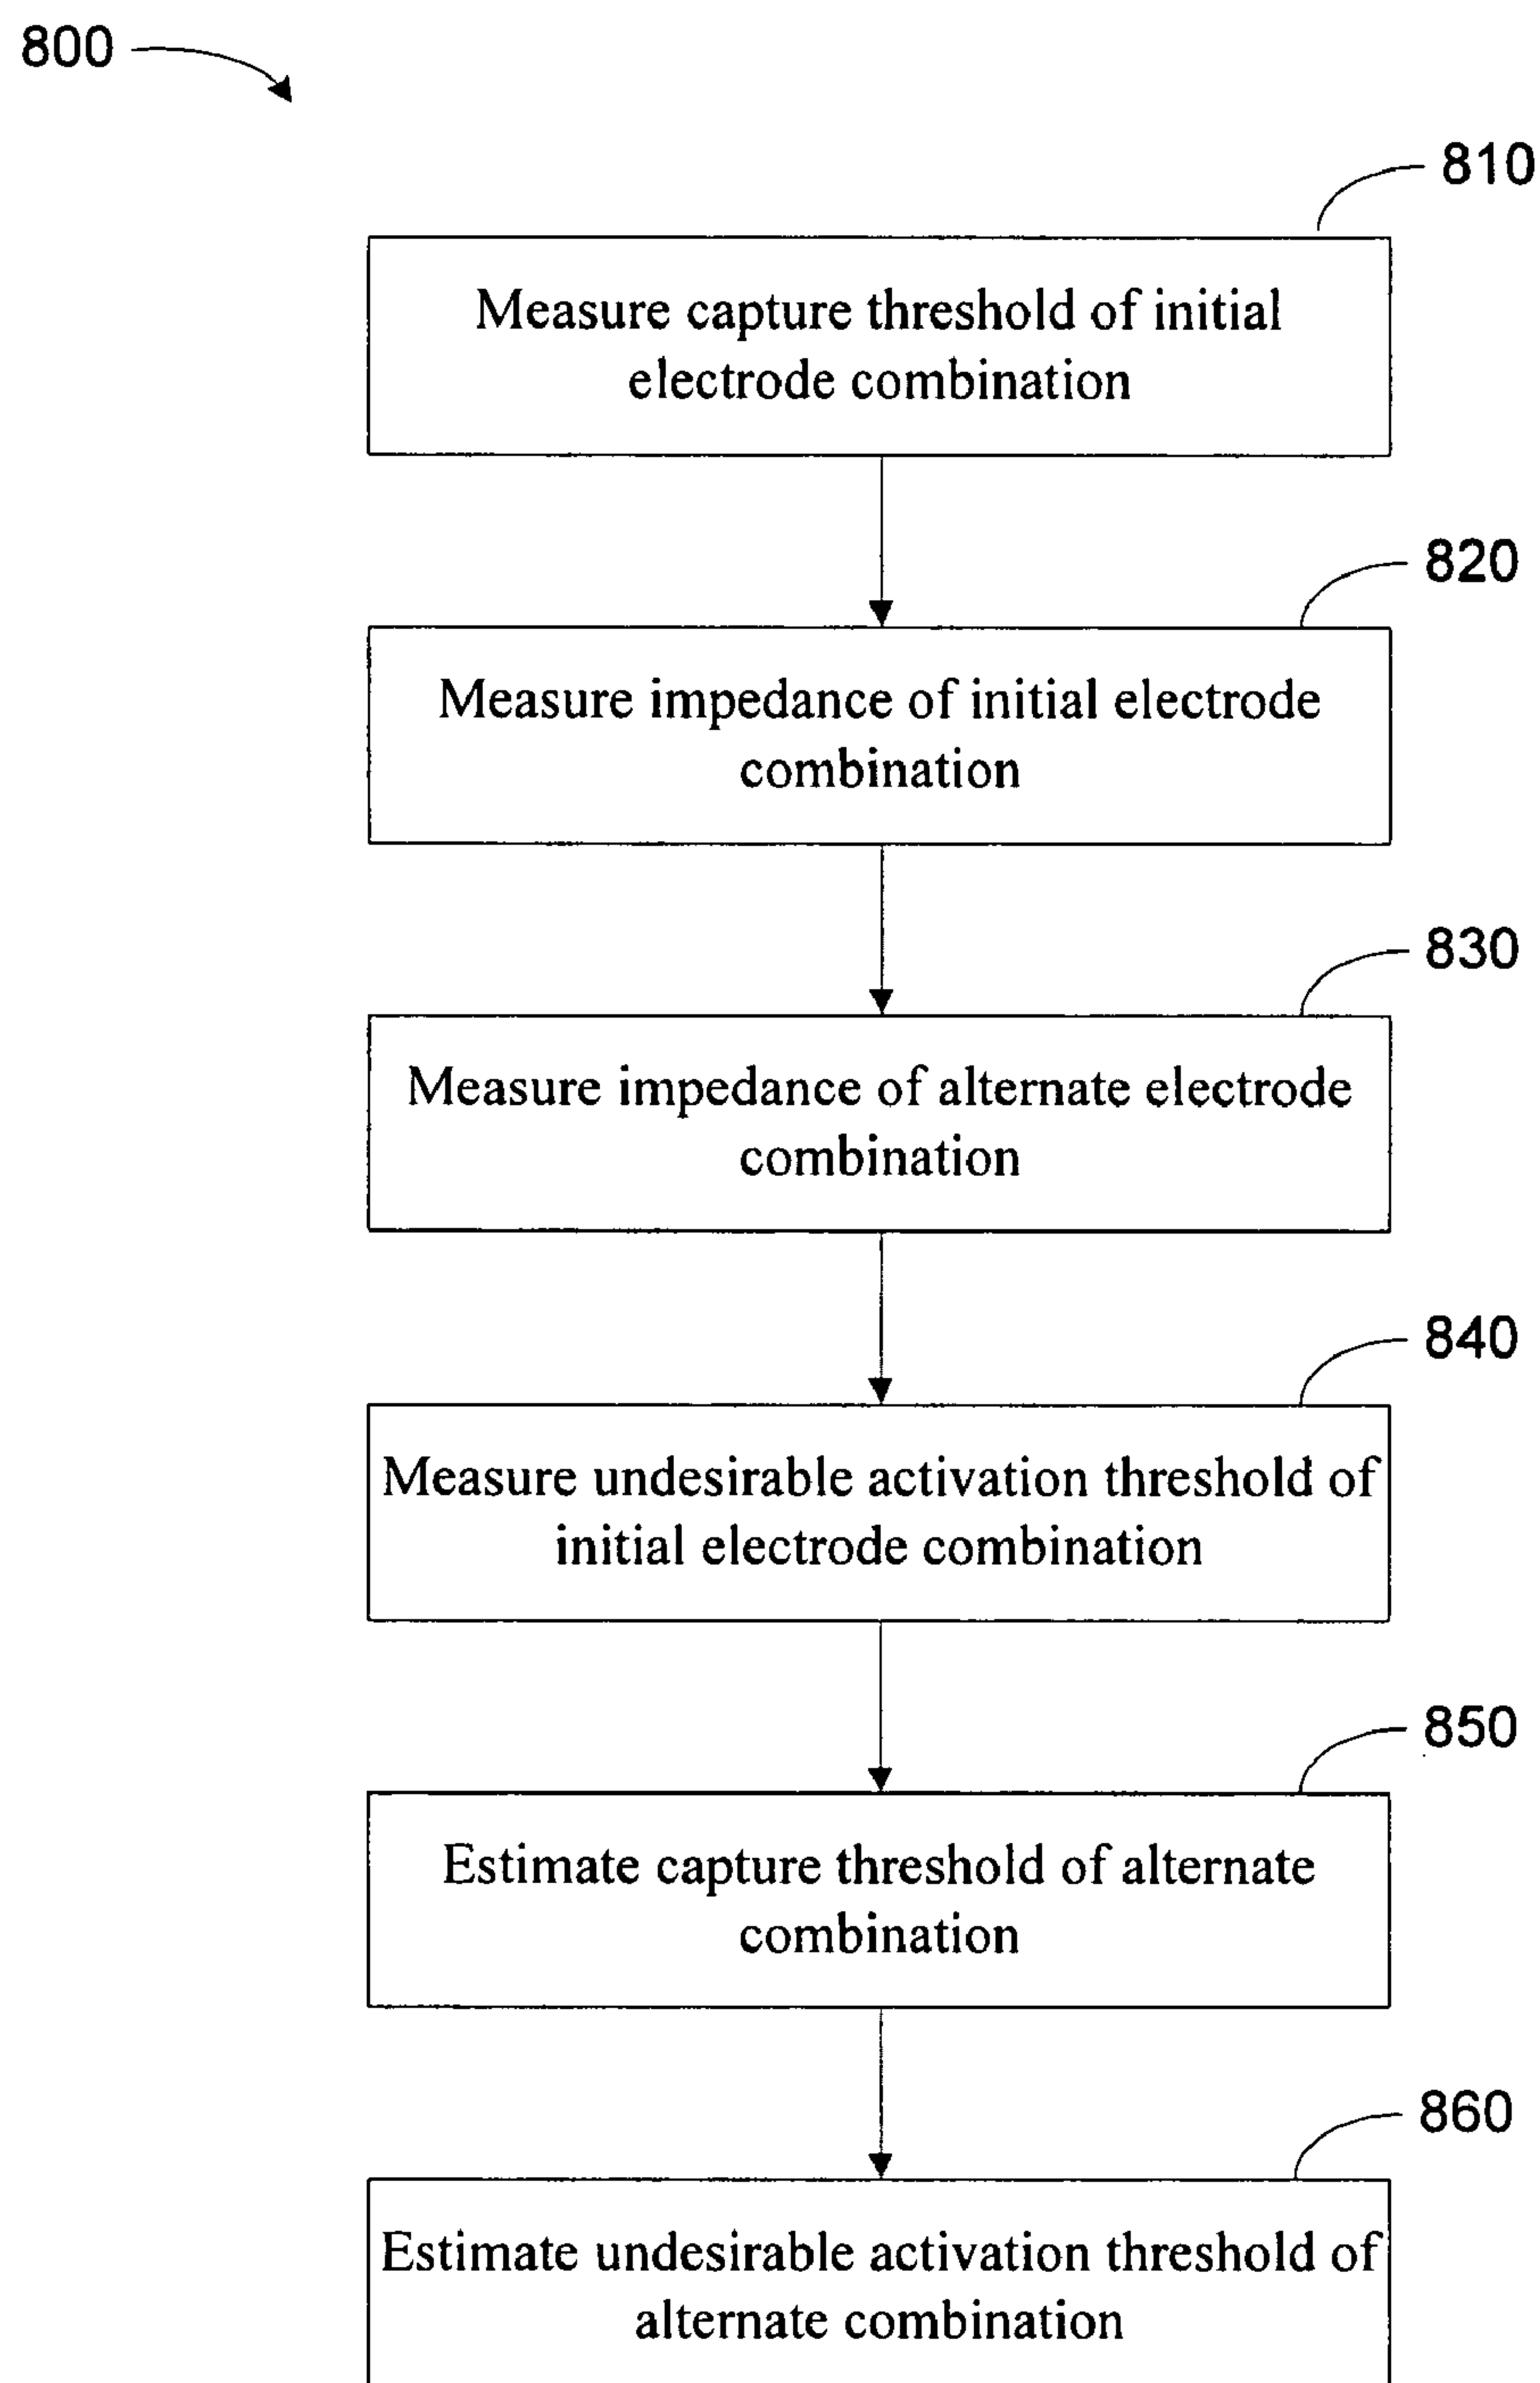 800
810
Measure capture threshold of initial
electrode combination
820
Measure impedance of initial electrode
combination
830
Measure impedance of alternate electrode
combination
840
Measure undesirable activation threshold of
initial electrode combination
850
Estimate capture threshold of alternate
combination
860
Estimate undesirable activation threshold of
alternate combination